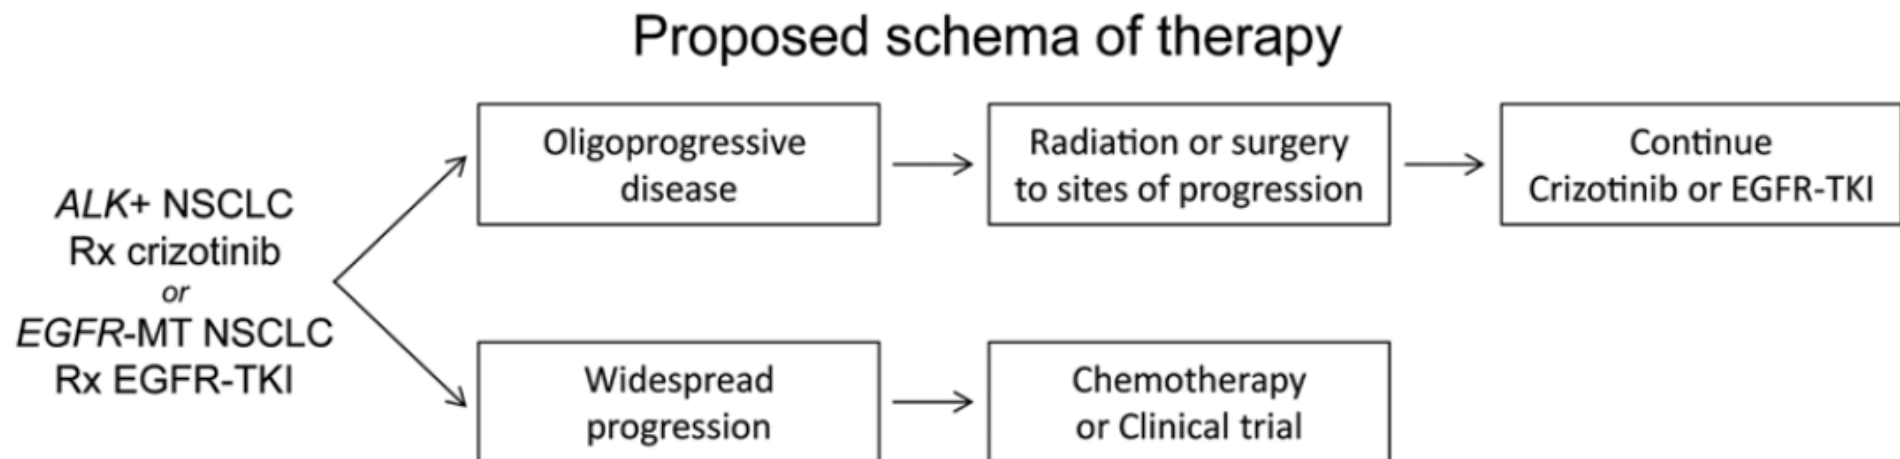 Proposed schema of therapy
ALK+ NSCLC
Rx crizotinib
or
EGFR-MT NSCLC
Rx EGFR-TKI
Oligoprogressive
disease
Radiation or surgery
to sites of progression
Continue
Crizotinib or EGFR-TKI
Widespread
progression
Chemotherapy
or Clinical trial